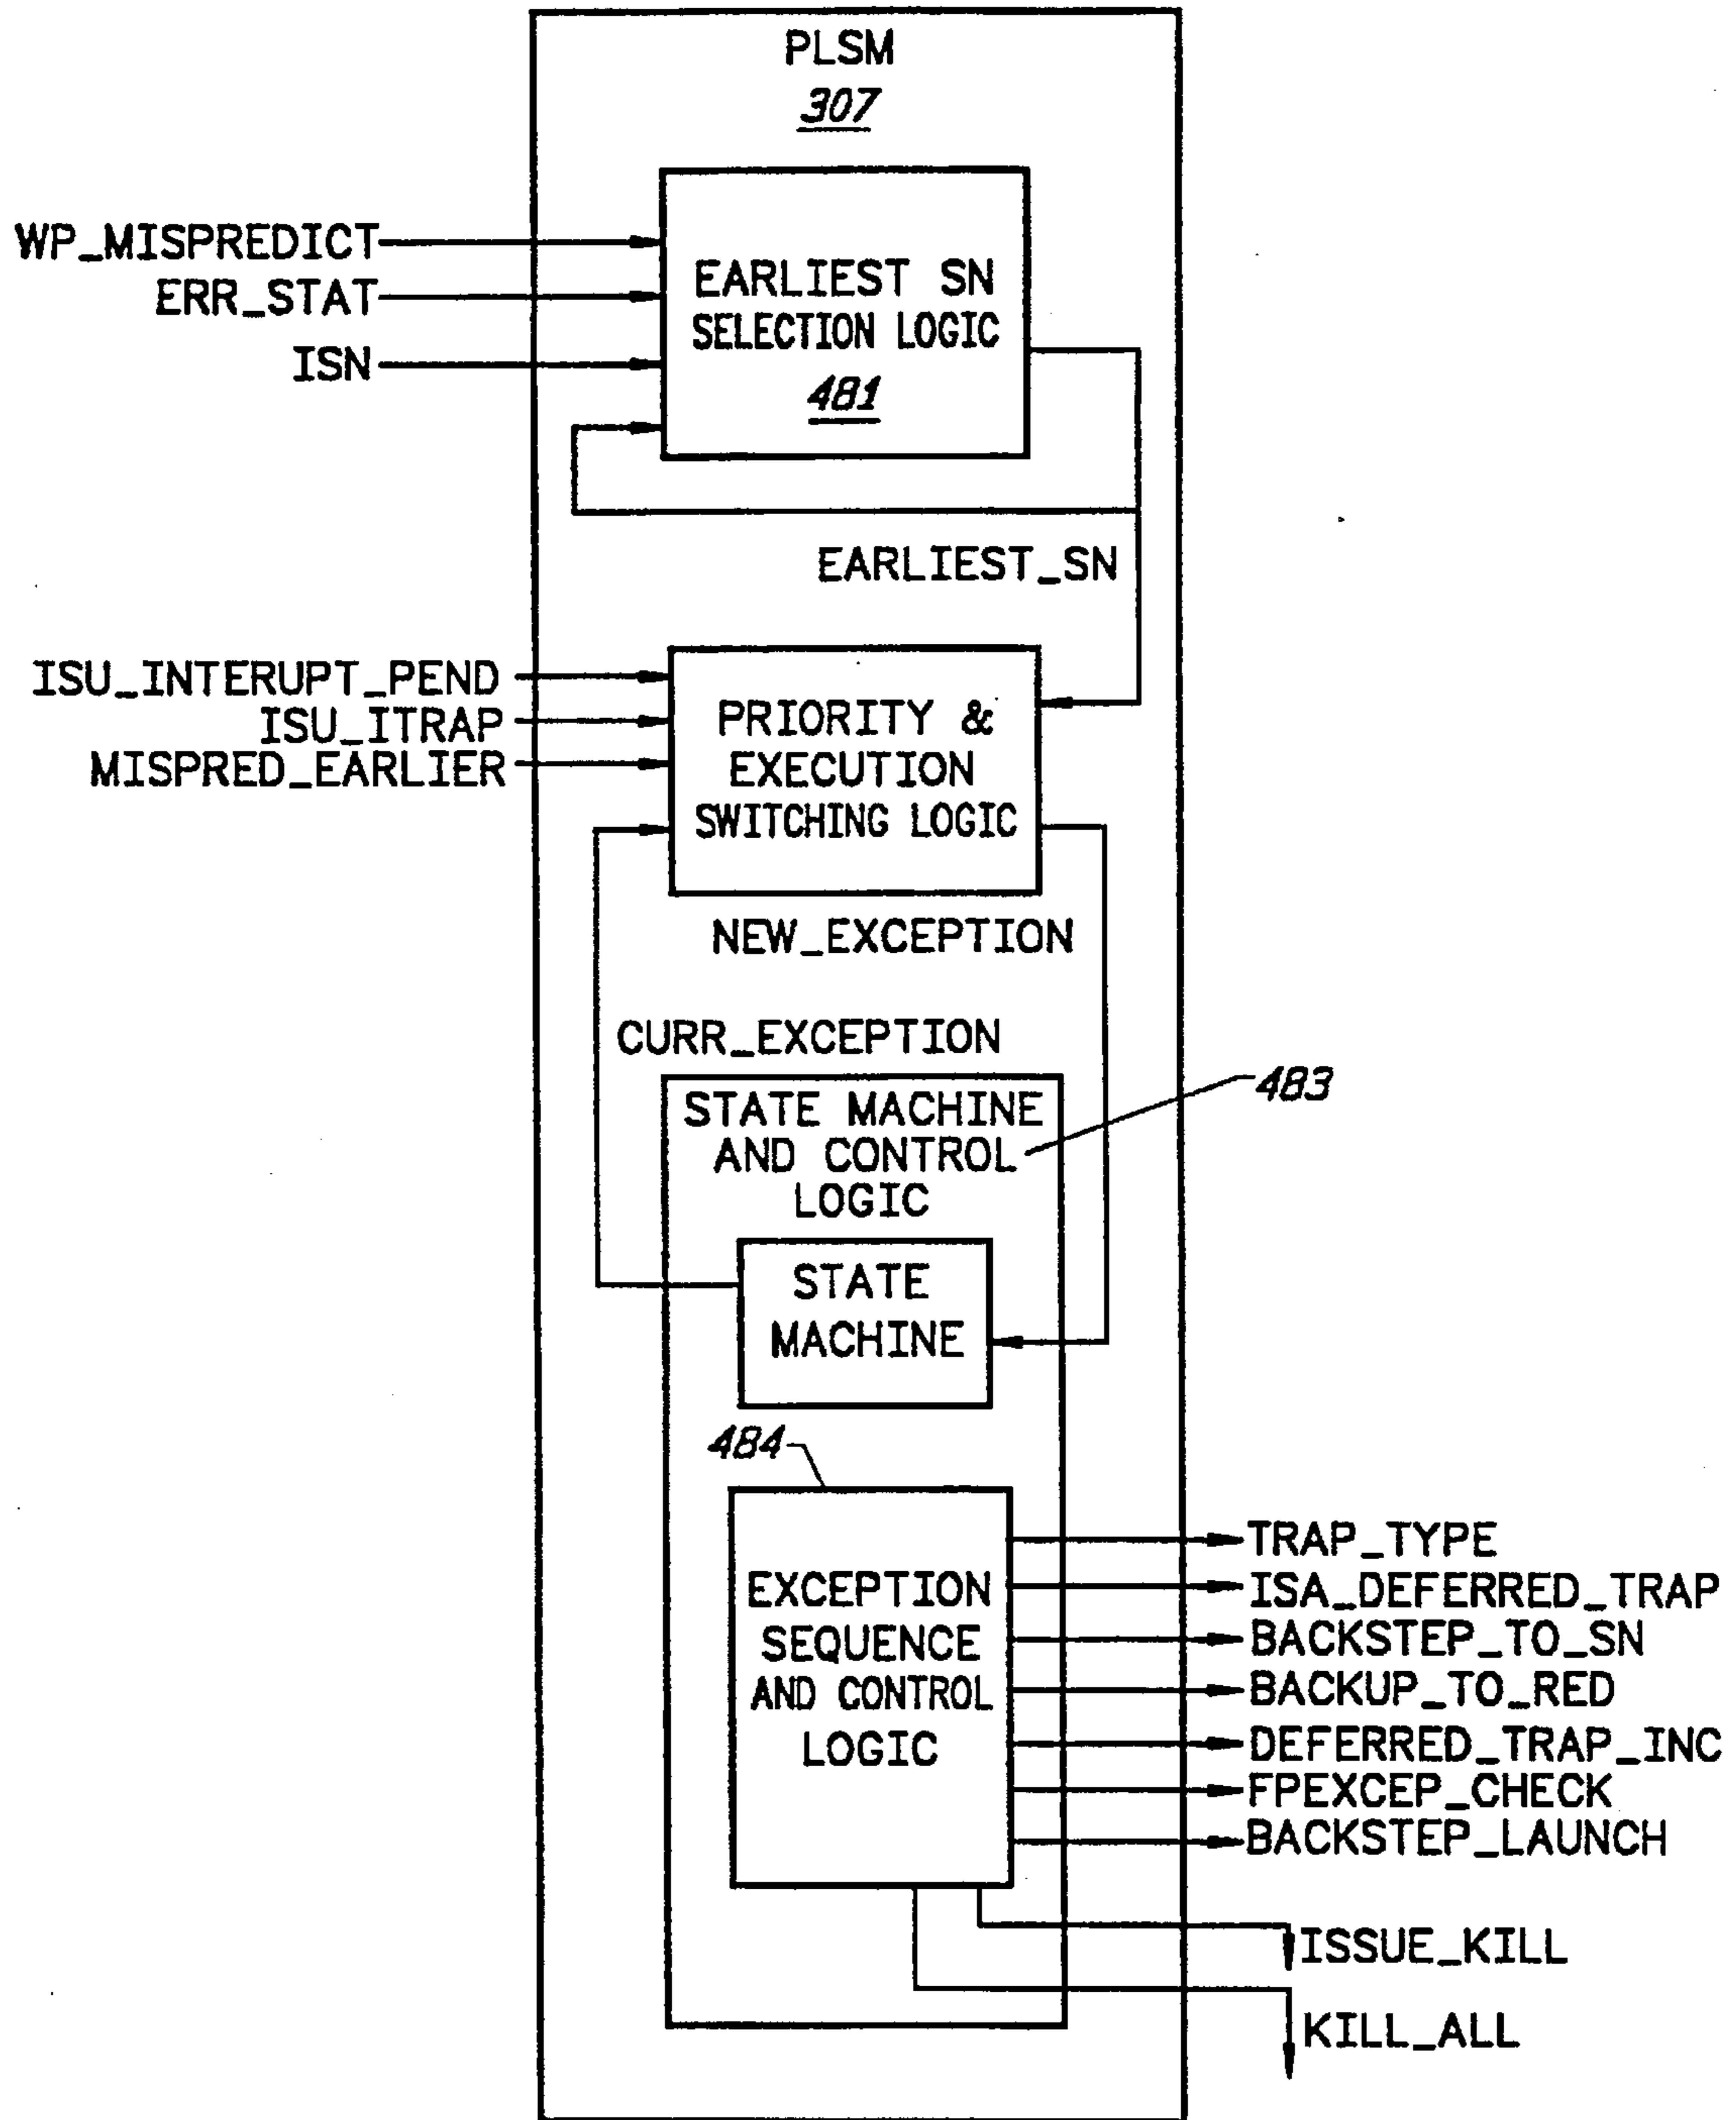 PLSM
307
WP_MISPREDICT
ERR_STAT
ISN
EARLIEST SN
SELECTION LOGIC
481
EARLIEST_SN
ISU_INTERUPT_PEND
ISU_ITRAP
MISPRED_EARLIER
PRIORITY &
EXECUTION
SWITCHING LOGIC
NEW_EXCEPTION
CURR_EXCEPTION
STATE MACHINE
AND CONTROL
LOGIC
483
STATE
MACHINE
484
EXCEPTION
SEQUENCE
AND CONTROL
LOGIC
TRAP_TYPE
ISA_DEFERRED_TRAP
BACKSTEP_TO_SN
BACKUP_TO_RED
DEFERRED_TRAP_INC
FPEXCEP_CHECK
BACKSTEP_LAUNCH
ISSUE_KILL
KILL_ALL